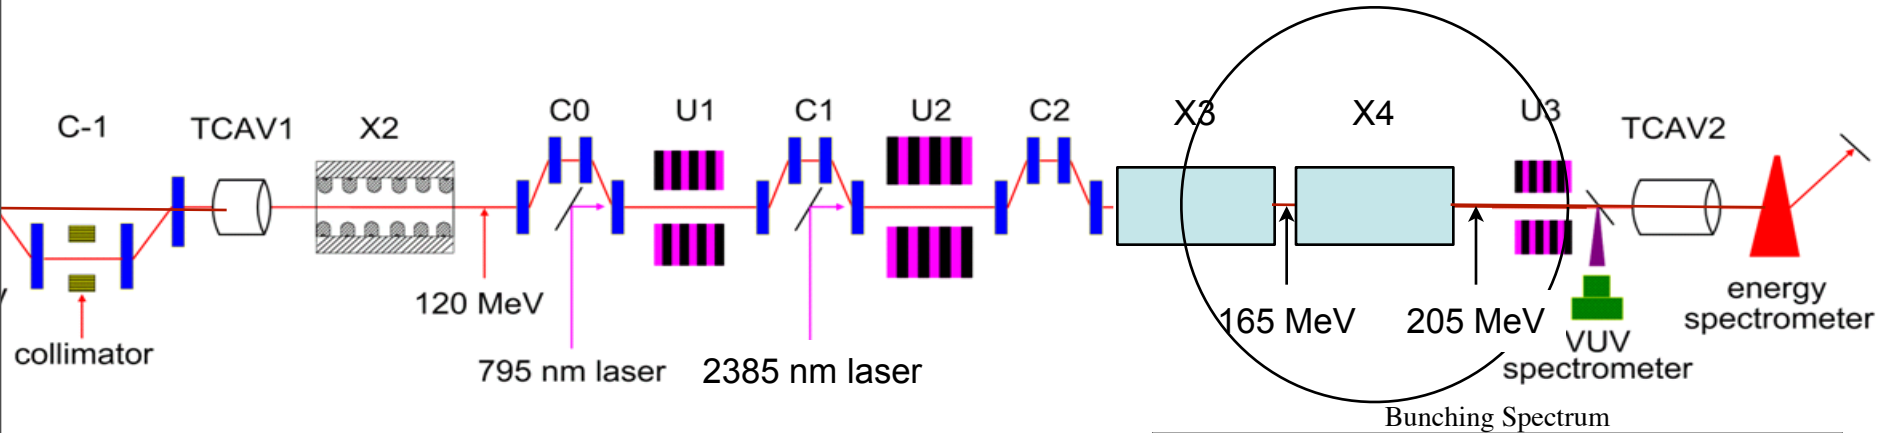 C-1
TCAV1
X2
C0
U1
C1
U2
C2
X3
X4
U3
TCAV2
120 MeV
165 MeV
205 MeV
collimator
795 nm laser
2385 nm laser
VUV
spectrometer
energy
spectrometer
Bunching Spectrum